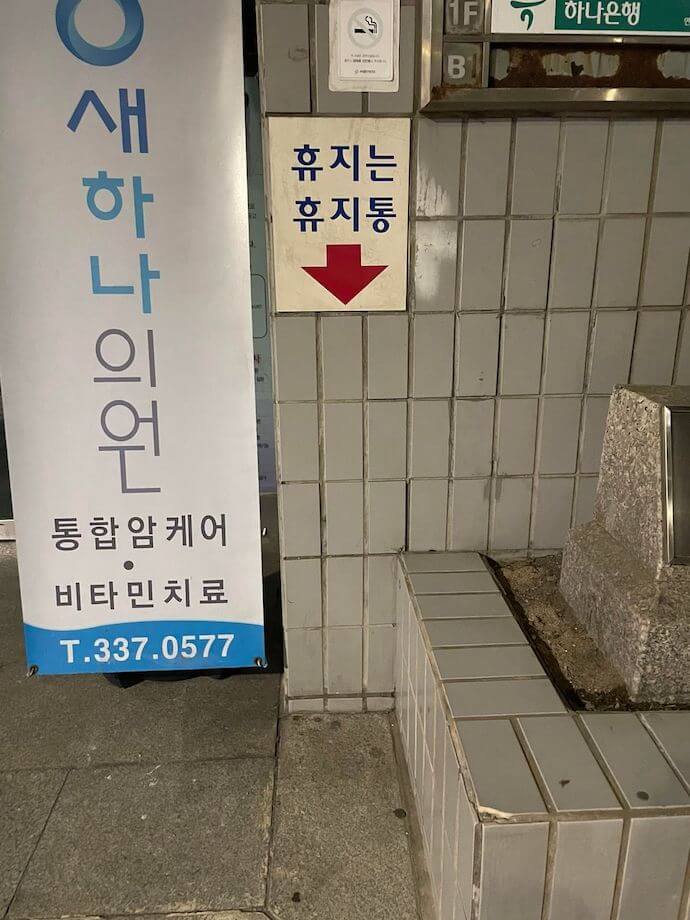 새하나의원
통합암케어
•
비타민치료
T.337.0577
휴지는
휴지통
1F
하나은행
B